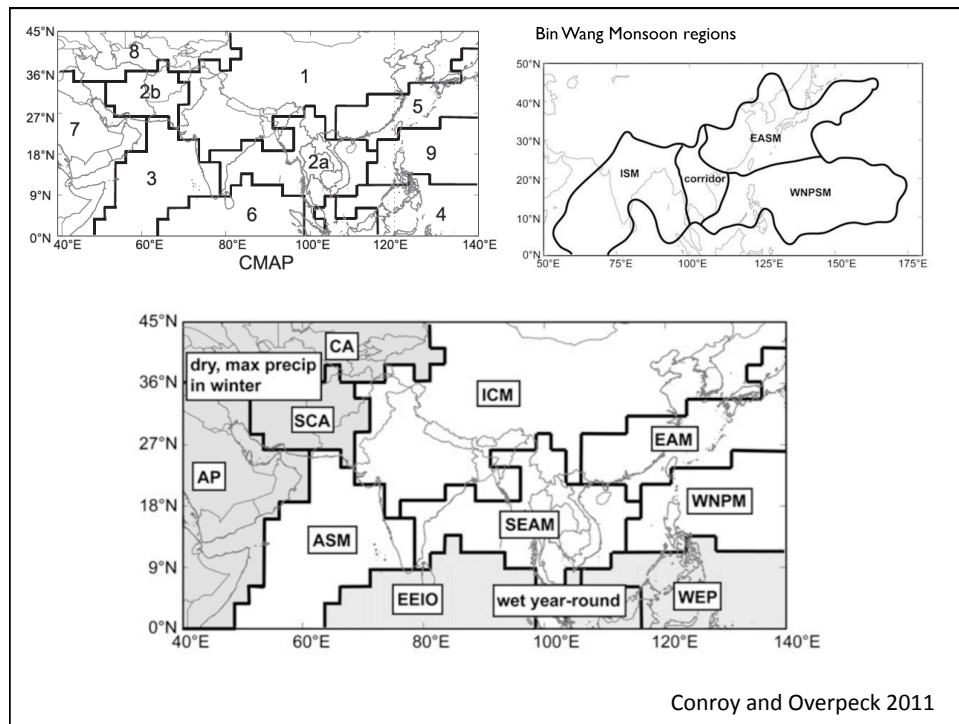 Bin Wang Monsoon regions
45°N
36°N
27°N
18°N
9°N
0°N
8
1
2b
5
7
2a
9
3
6
4
40°E 60°E 80°E 100°E 120°E 140°E
CMAP
50°N
40°N
30°N
20°N
10°N
0°N
EASM
ISM
corridor
WNPSM
50°E 75°E 100°E 125°E 150°E 175°E
45°N
36°N
27°N
18°N
9°N
0°N
CA
dry, max precip
in winter
ICM
SCA
EAM
AP
WNPM
SEAM
ASM
EEIO
wet year-round
WEP
40°E 60°E 80°E 100°E 120°E 140°E
Conroy and Overpeck 2011